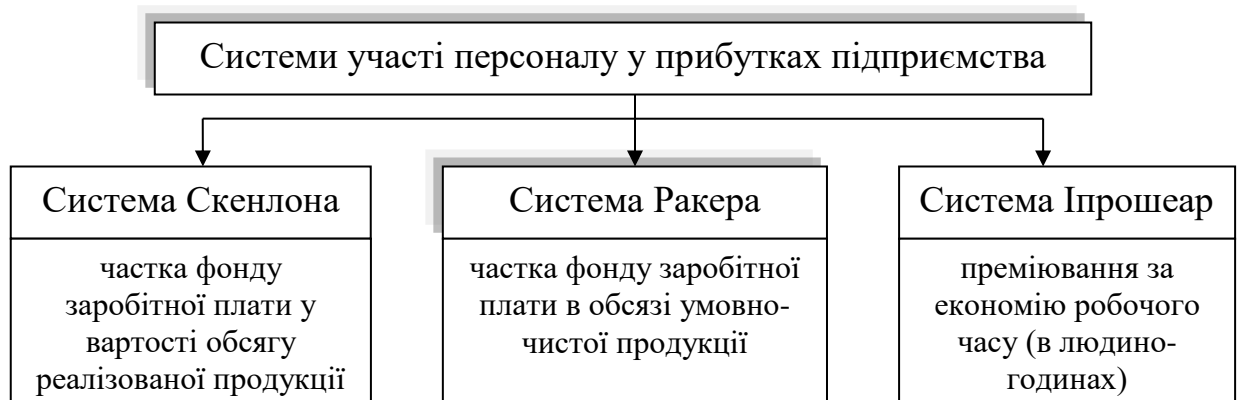 Системи участі персоналу у прибутках підприємства
Система Скенлона
частка фонду
заробітної плати у
вартості обсягу
реалізованої продукції
Система Ракера
частка фонду заробітної
плати в обсязі умовно-
чистої продукції
Система Іпрошеар
преміювання за
економію робочого
часу (в людино-
годинах)